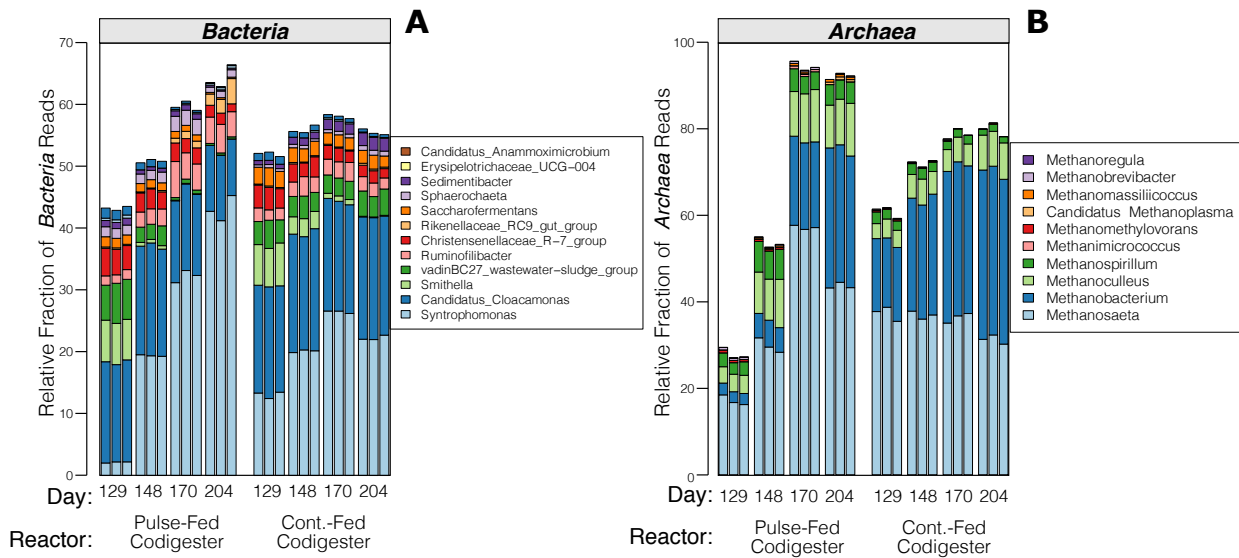 Bacteria
A
Relative Fraction of Bacteria Reads
70
60
50
40
30
20
10
0
Candidatus_Anammoximicrobium
Erysipelotrichaceae_UCG-004
Sedimentibacter
Sphaerochaeta
Saccharofermentans
Rikenellaceae_RC9_gut_group
Christensenellaceae_R-7_group
Ruminofilibacter
vadinBC27_wastewater-sludge_group
Smithella
Candidatus_Cloacamonas
Syntrophomonas
Day: 129 148 170 204 129 148 170 204
Reactor: Pulse-Fed Codigester Cont.-Fed Codigester
Archaea
B
Relative Fraction of Archaea Reads
100
80
60
40
20
0
Methanoregula
Methanobrevibacter
Methanomassiliicoccus
Candidatus Methanoplasma
Methanomethylovorans
Methanimicrococcus
Methanospirillum
Methanoculleus
Methanobacterium
Methanosaeta
Day: 129 148 170 204 129 148 170 204
Reactor: Pulse-Fed Codigester Cont.-Fed Codigester